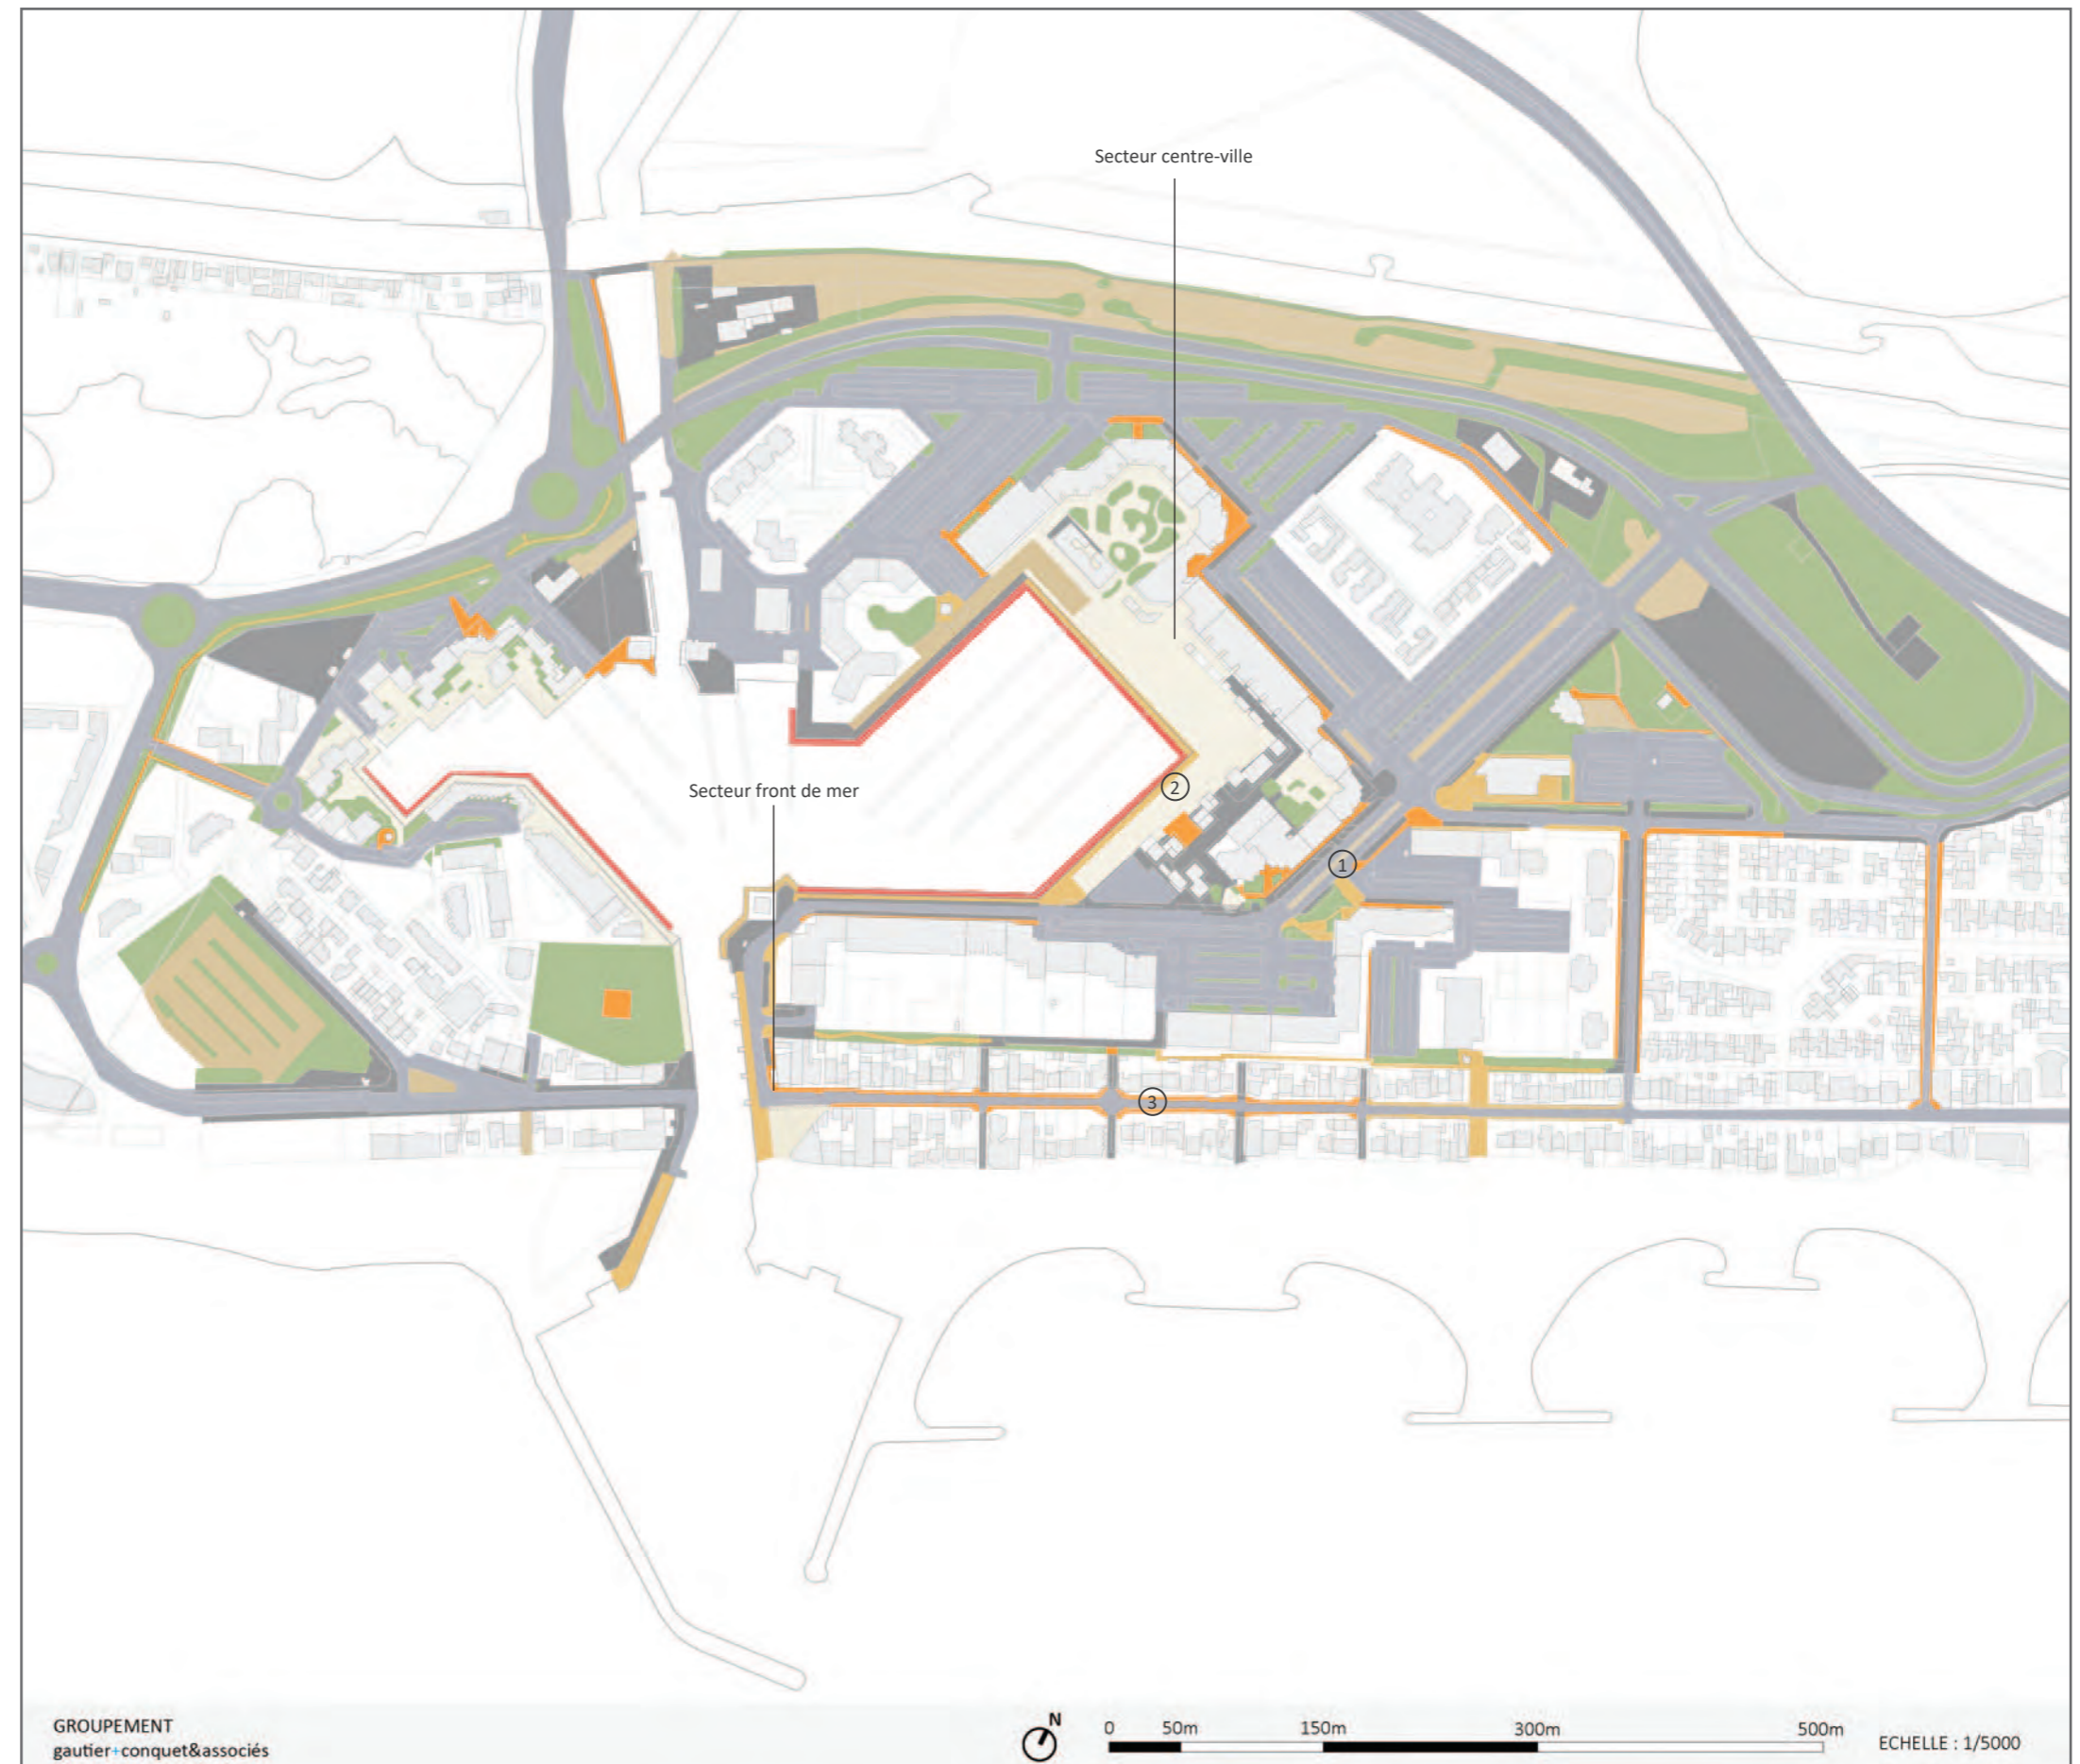 Secteur centre-ville
Secteur front de mer
2
1
3
GROUPEMENT
gautier+conquet&associés
N
0 50m 150m 300m 500m
ECHELLE : 1/5000